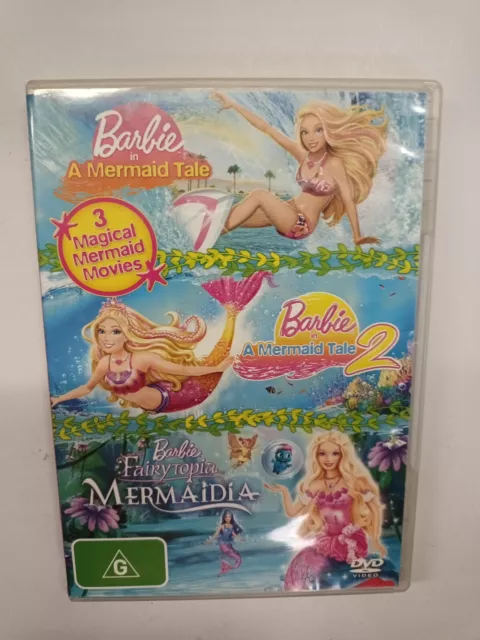 Barbie
in
A Mermaid Tale
3
Magical
Mermaid
Movies
Barbie
in
A Mermaid Tale 2
Barbie
Fairytopia
MERMAIDIA
G
DVD
VIDEO